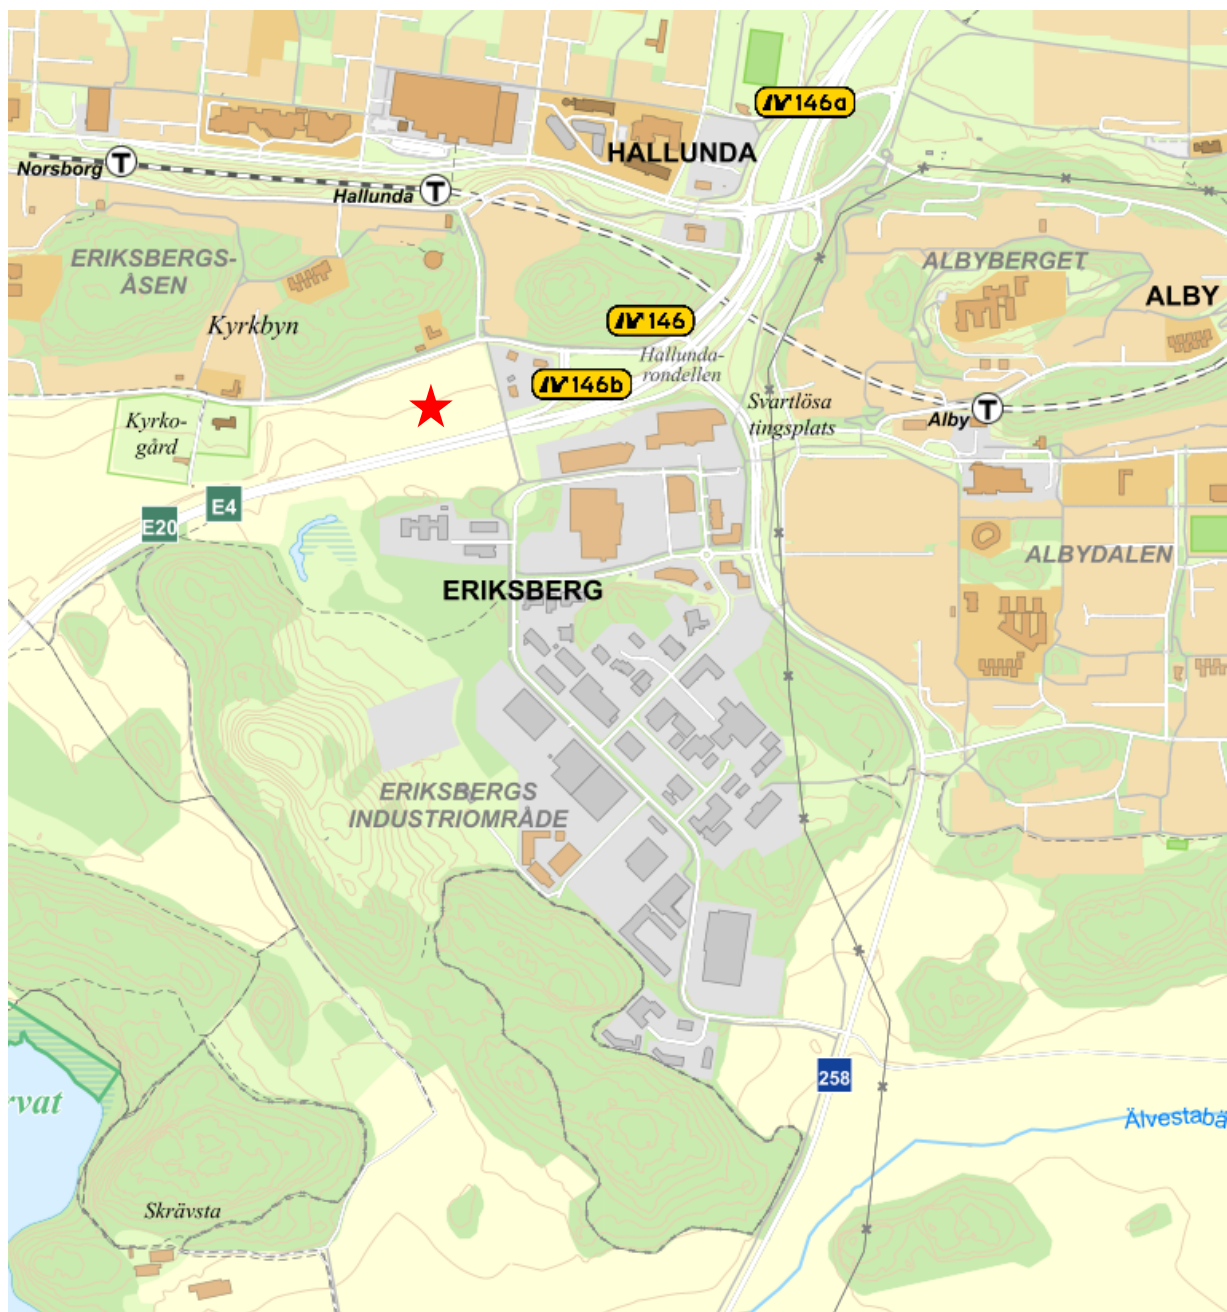 146a
HALLUNDA
Norsborg
T
Hallunda
T
ERIKSBERGS-
ÅSEN
ALBYBERGET
ALBY
Kyrkbyn
146
Hallunda-
rondellen
146b
Svartlösa
tingsplats
Alby
T
Kyrko-
gård
E4
E20
ALBYDALEN
ERIKSBERG
ERIKSBERGS
INDUSTRIOMRÅDE
258
rvat
Älvestabä
Skrävsta